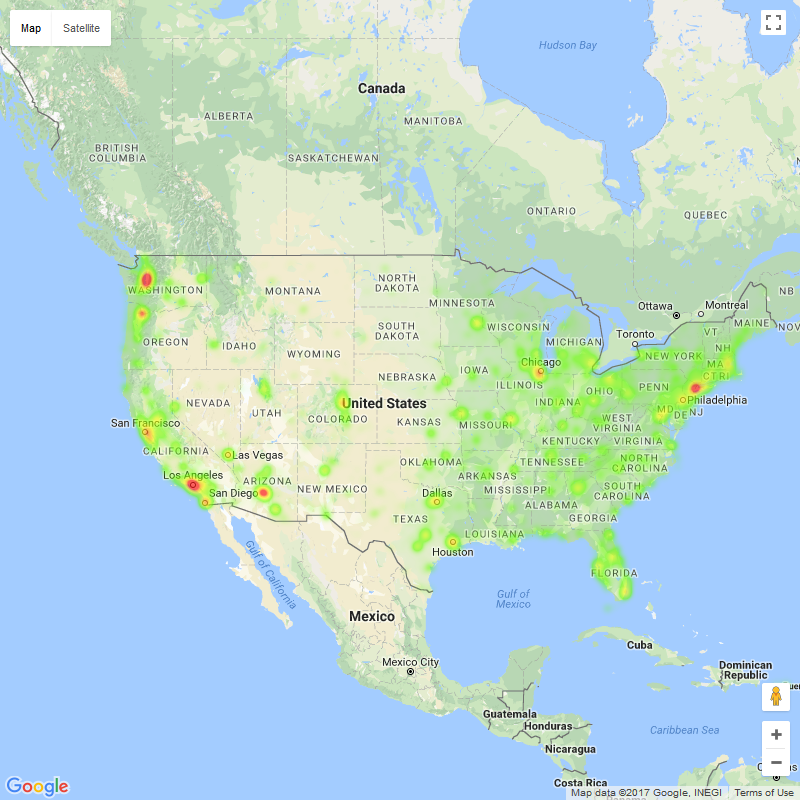 Map
Satellite
Hudson Bay
Canada
ALBERTA
MANITOBA
BRITISH
COLUMBIA
SASKATCHEWAN
ONTARIO
QUEBEC
WASHINGTON
MONTANA
NORTH
DAKOTA
MINNESOTA
Ottawa
Montreal
NB
MAINE
NOV
OREGON
IDAHO
SOUTH
DAKOTA
WISCONSIN
MICHIGAN
Toronto
VT
NH
WYOMING
NEW YORK
MA
CT
RI
Chicago
IOWA
NEBRASKA
ILLINOIS
OHIO
PENN
NEVADA
UTAH
United States
INDIANA
Philadelphia
MD
DE
NJ
San Francisco
COLORADO
KANSAS
MISSOURI
WEST
VIRGINIA
KENTUCKY
VIRGINIA
CALIFORNIA
Las Vegas
OKLAHOMA
TENNESSEE
NORTH
CAROLINA
Los Angeles
ARIZONA
NEW MEXICO
ARKANSAS
San Diego
Dallas
MISSISSIPPI
SOUTH
CAROLINA
ALABAMA
TEXAS
GEORGIA
LOUISIANA
Houston
Gulf of California
FLORIDA
Gulf of
Mexico
Mexico
Cuba
Mexico City
Dominican
Republic
Guatemala
Honduras
Caribbean Sea
Nicaragua
Costa Rica
Panama
Google
Map data ©2017 Google, INEGI
Terms of Use